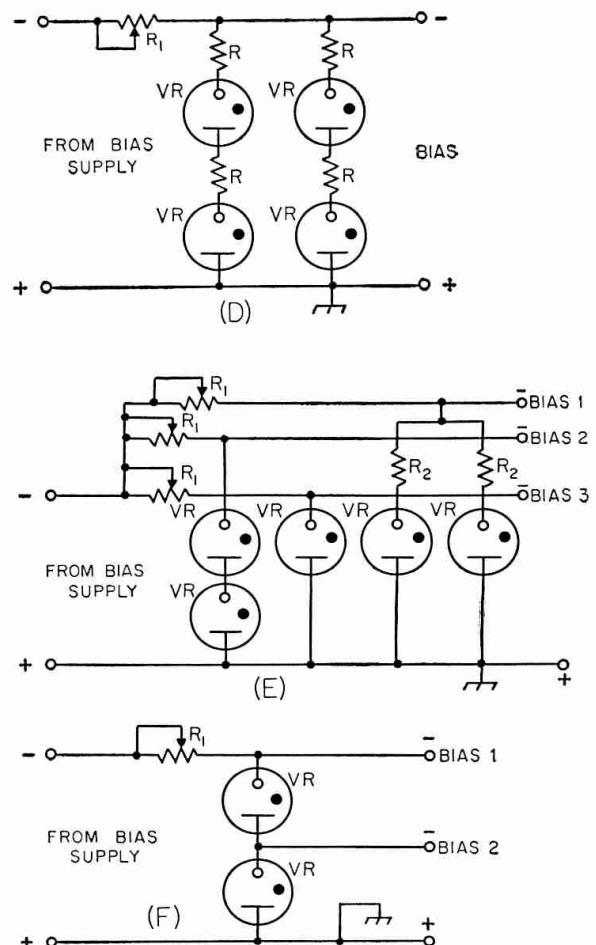 - R₁ -
R R
VR VR
FROM BIAS
SUPPLY
BIAS
R R
VR VR
+ +
(D)
R₁ - BIAS 1
R₁ - BIAS 2
R₂ R₂
- R₁ - BIAS 3
VR VR VR VR
FROM BIAS
SUPPLY
VR
+ +
(E)
- R₁ -
BIAS 1
VR
FROM BIAS
SUPPLY
- BIAS 2
VR
(F)
+ +